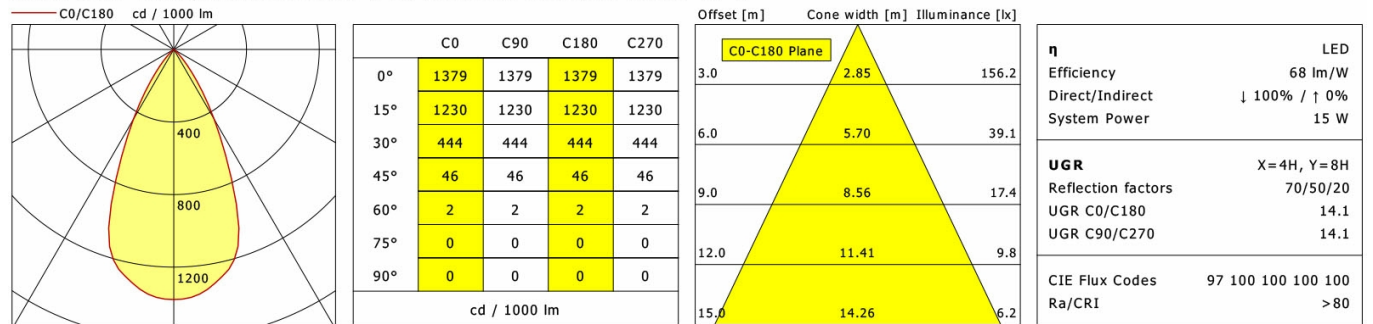 C0/C180 cd / 1000 lm
400
800
1200
C0 C90 C180 C270
0° 1379 1379 1379 1379
15° 1230 1230 1230 1230
30° 444 444 444 444
45° 46 46 46 46
60° 2 2 2 2
75° 0 0 0 0
90° 0 0 0 0
cd / 1000 lm
Offset [m] Cone width [m] Illuminance [lx]
C0-C180 Plane
3.0 2.85 156.2
6.0 5.70 39.1
9.0 8.56 17.4
12.0 11.41 9.8
15.0 14.26 6.2
η LED
Efficiency 68 lm/W
Direct/Indirect ↓ 100% / ↑ 0%
System Power 15 W
UGR X=4H, Y=8H
Reflection factors 70/50/20
UGR C0/C180 14.1
UGR C90/C270 14.1
CIE Flux Codes 97 100 100 100 100
Ra/CRI >80